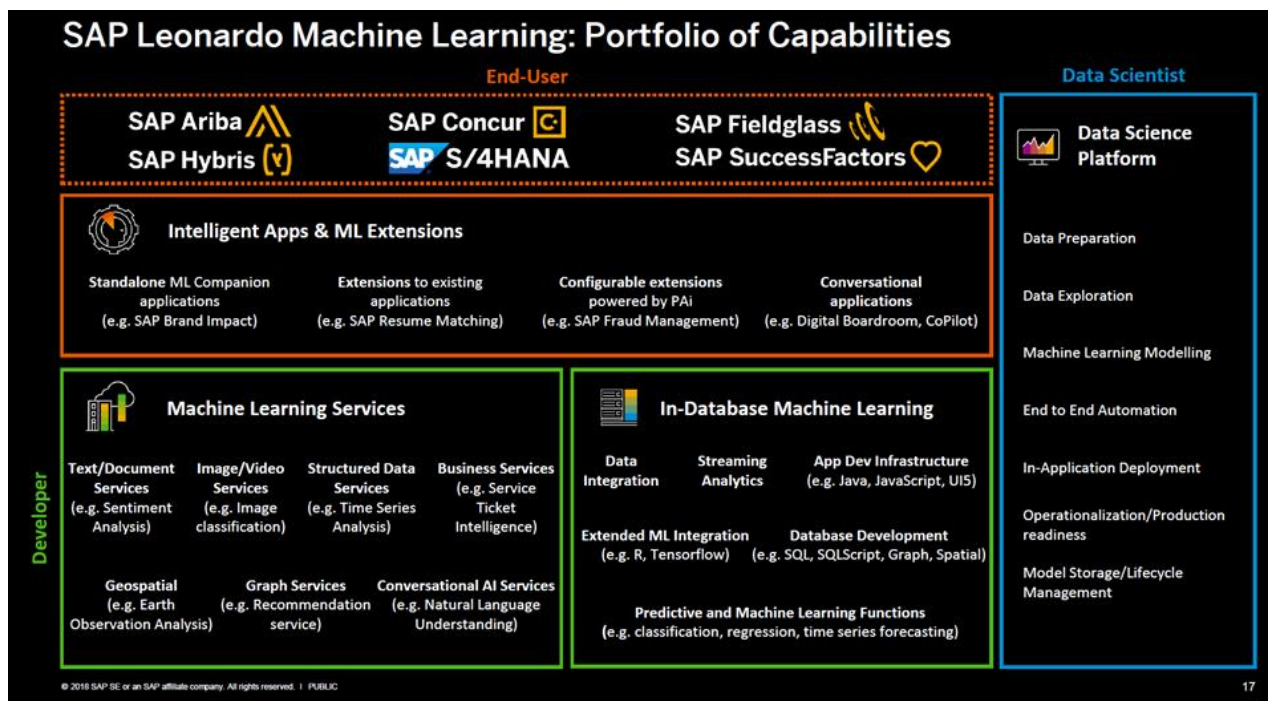 SAP Leonardo Machine Learning: Portfolio of Capabilities
End-User
Data Scientist
SAP Ariba
SAP Concur
SAP Fieldglass
SAP Hybris
SAP S/4HANA
SAP SuccessFactors
Intelligent Apps & ML Extensions
Standalone ML Companion
applications
(e.g. SAP Brand Impact)
Extensions to existing
applications
(e.g. SAP Resume Matching)
Configurable extensions
powered by PAi
(e.g. SAP Fraud Management)
Conversational
applications
(e.g. Digital Boardroom, CoPilot)
Developer
Machine Learning Services
Text/Document
Services
(e.g. Sentiment
Analysis)
Image/Video
Services
(e.g. Image
classification)
Structured Data
Services
(e.g. Time Series
Analysis)
Business Services
(e.g. Service
Ticket
Intelligence)
Geospatial
(e.g. Earth
Observation Analysis)
Graph Services
(e.g. Recommendation
service)
Conversational AI Services
(e.g. Natural Language
Understanding)
In-Database Machine Learning
Data
Integration
Streaming
Analytics
App Dev Infrastructure
(e.g. Java, JavaScript, UI5)
Extended ML Integration
(e.g. R, Tensorflow)
Database Development
(e.g. SQL, SQLScript, Graph, Spatial)
Predictive and Machine Learning Functions
(e.g. classification, regression, time series forecasting)
Data Science
Platform
Data Preparation
Data Exploration
Machine Learning Modelling
End to End Automation
In-Application Deployment
Operationalization/Production
readiness
Model Storage/Lifecycle
Management
© 2018 SAP SE or an SAP affiliate company. All rights reserved. I PUBLIC
17